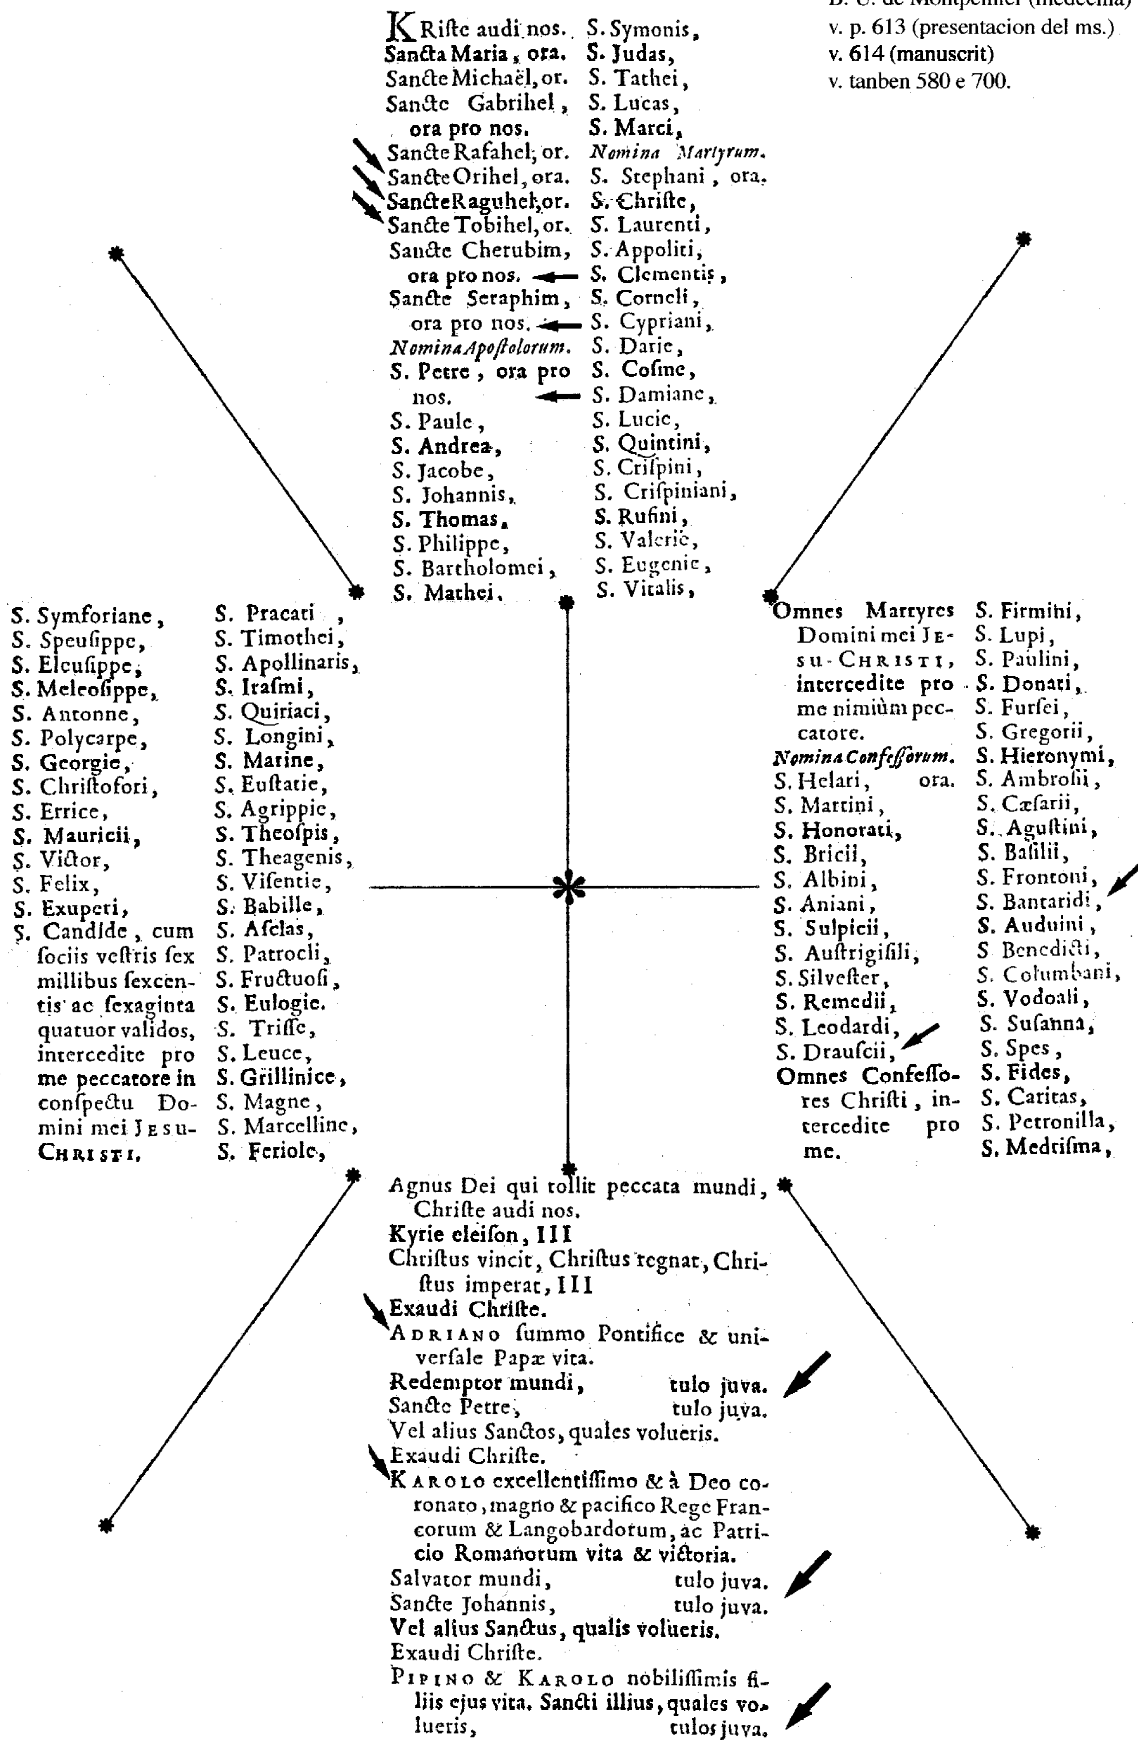 B. U. de Montpellier (medecina)
v. p. 613 (presentacion del ms.)
v. 614 (manuscrit)
v. tanben 580 e 700.
KRiste audi nos.
Sancta Maria, ora.
Sancte Michaël, or.
Sancte Gabrihel,
ora pro nos.
Sancte Rafahel, or.
Sancte Orihel, ora.
Sancte Raguhel, or.
Sancte Tobihel, or.
Sancte Cherubim,
ora pro nos.
Sancte Seraphim,
ora pro nos.
Nomina Apostolorum.
S. Petre, ora pro
nos.
S. Paule,
S. Andrea,
S. Jacobe,
S. Johannis,
S. Thomas,
S. Philippe,
S. Bartholomei,
S. Mathei.
S. Symonis,
S. Judas,
S. Tathei,
S. Lucas,
S. Marci,
Nomina Martyrum.
S. Stephani, ora.
S. Christe,
S. Laurenti,
S. Appoliti,
S. Clementis,
S. Corneli,
S. Cypriani,
S. Darie,
S. Cosme,
S. Damiane,
S. Lucie,
S. Quintini,
S. Crispini,
S. Crispiniani,
S. Rufini,
S. Valerie,
S. Eugenie,
S. Vitalis,
S. Symforiane,
S. Speusippe,
S. Eleusippe,
S. Meleosippe,
S. Antonne,
S. Polycarpe,
S. Georgie,
S. Christofori,
S. Errice,
S. Mauricii,
S. Victor,
S. Felix,
S. Exuperi,
S. Candide, cum
sociis vestris sex
millibus sexcen-
tis ac sexaginta
quatuor validos,
intercedite pro
me peccatore in
conspectu Do-
mini mei JESU-
CHRISTI.
S. Pracati,
S. Timothei,
S. Apollinaris,
S. Irasmi,
S. Quiriaci,
S. Longini,
S. Marine,
S. Eustatie,
S. Agrippie,
S. Theospis,
S. Theagenis,
S. Visentie,
S. Babille,
S. Aselas,
S. Patrocli,
S. Fructuosi,
S. Eulogie.
S. Trisse,
S. Leuce,
S. Grillinice,
S. Magne,
S. Marcelline,
S. Feriole,
Omnes Martyres
Domini mei JE-
SU-CHRISTI,
intercedite pro
me nimiùm pec-
catore.
Nomina Confessorum.
S. Helari, ora.
S. Martini,
S. Honorati,
S. Bricii,
S. Albini,
S. Aniani,
S. Sulpicii,
S. Austrigisili,
S. Silvester,
S. Remedii,
S. Leodardi,
S. Drauscii,
Omnes Confesso-
res Christi, in-
tercedite pro
me.
S. Firmini,
S. Lupi,
S. Paulini,
S. Donati,
S. Fursei,
S. Gregorii,
S. Hieronymi,
S. Ambrosii,
S. Cæsarii,
S. Agustini,
S. Basilii,
S. Frontoni,
S. Bantaridi,
S. Auduini,
S Benedicti,
S. Columbani,
S. Vodoali,
S. Susanna,
S. Spes,
S. Fides,
S. Caritas,
S. Petronilla,
S. Medrisma,
Agnus Dei qui tollit peccata mundi,
Christe audi nos.
Kyrie eleison, III
Christus vincit, Christus regnat, Chri-
stus imperat, III
Exaudi Christe.
ADRIANO summo Pontifice & uni-
versale Papæ vita.
Redemptor mundi, tulo juva.
Sancte Petre, tulo juva.
Vel alius Sanctos, quales volueris.
Exaudi Christe.
KAROLO excellentissimo & à Deo co-
ronato, magno & pacifico Rege Fran-
corum & Langobardorum, ac Patri-
cio Romanorum vita & victoria.
Salvator mundi, tulo juva.
Sancte Johannis, tulo juva.
Vel alius Sanctus, qualis volueris.
Exaudi Christe.
PIPINO & KAROLO nobilissimis fi-
liis ejus vita. Sancti illius, quales vo-
lueris, tulos juva.